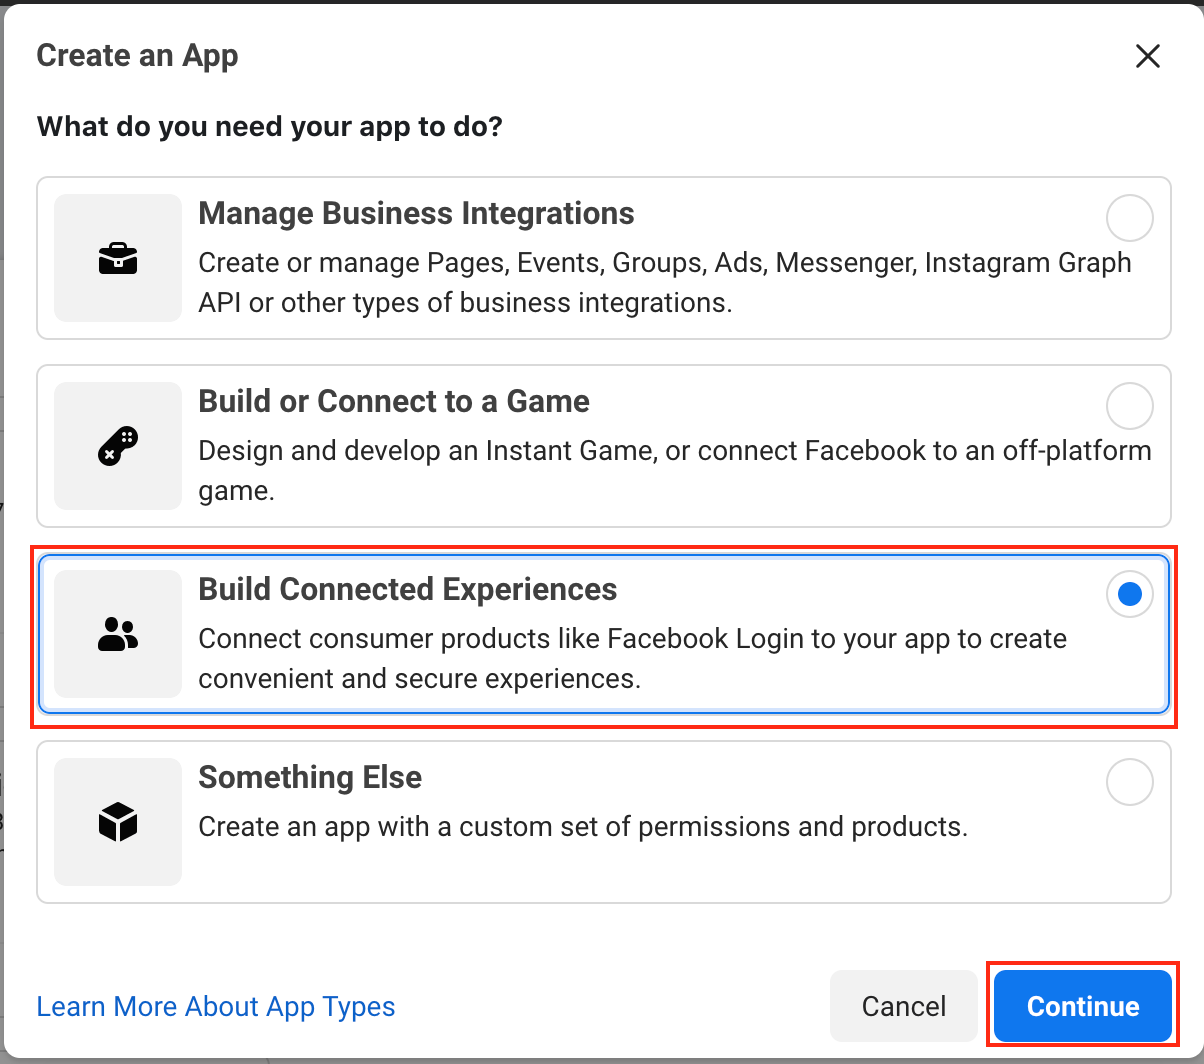 Create an App
What do you need your app to do?
Manage Business Integrations
Create or manage Pages, Events, Groups, Ads, Messenger, Instagram Graph
API or other types of business integrations.
Build or Connect to a Game
Design and develop an Instant Game, or connect Facebook to an off-platform
game.
Build Connected Experiences
Connect consumer products like Facebook Login to your app to create
convenient and secure experiences.
Something Else
Create an app with a custom set of permissions and products.
Learn More About App Types
Cancel
Continue